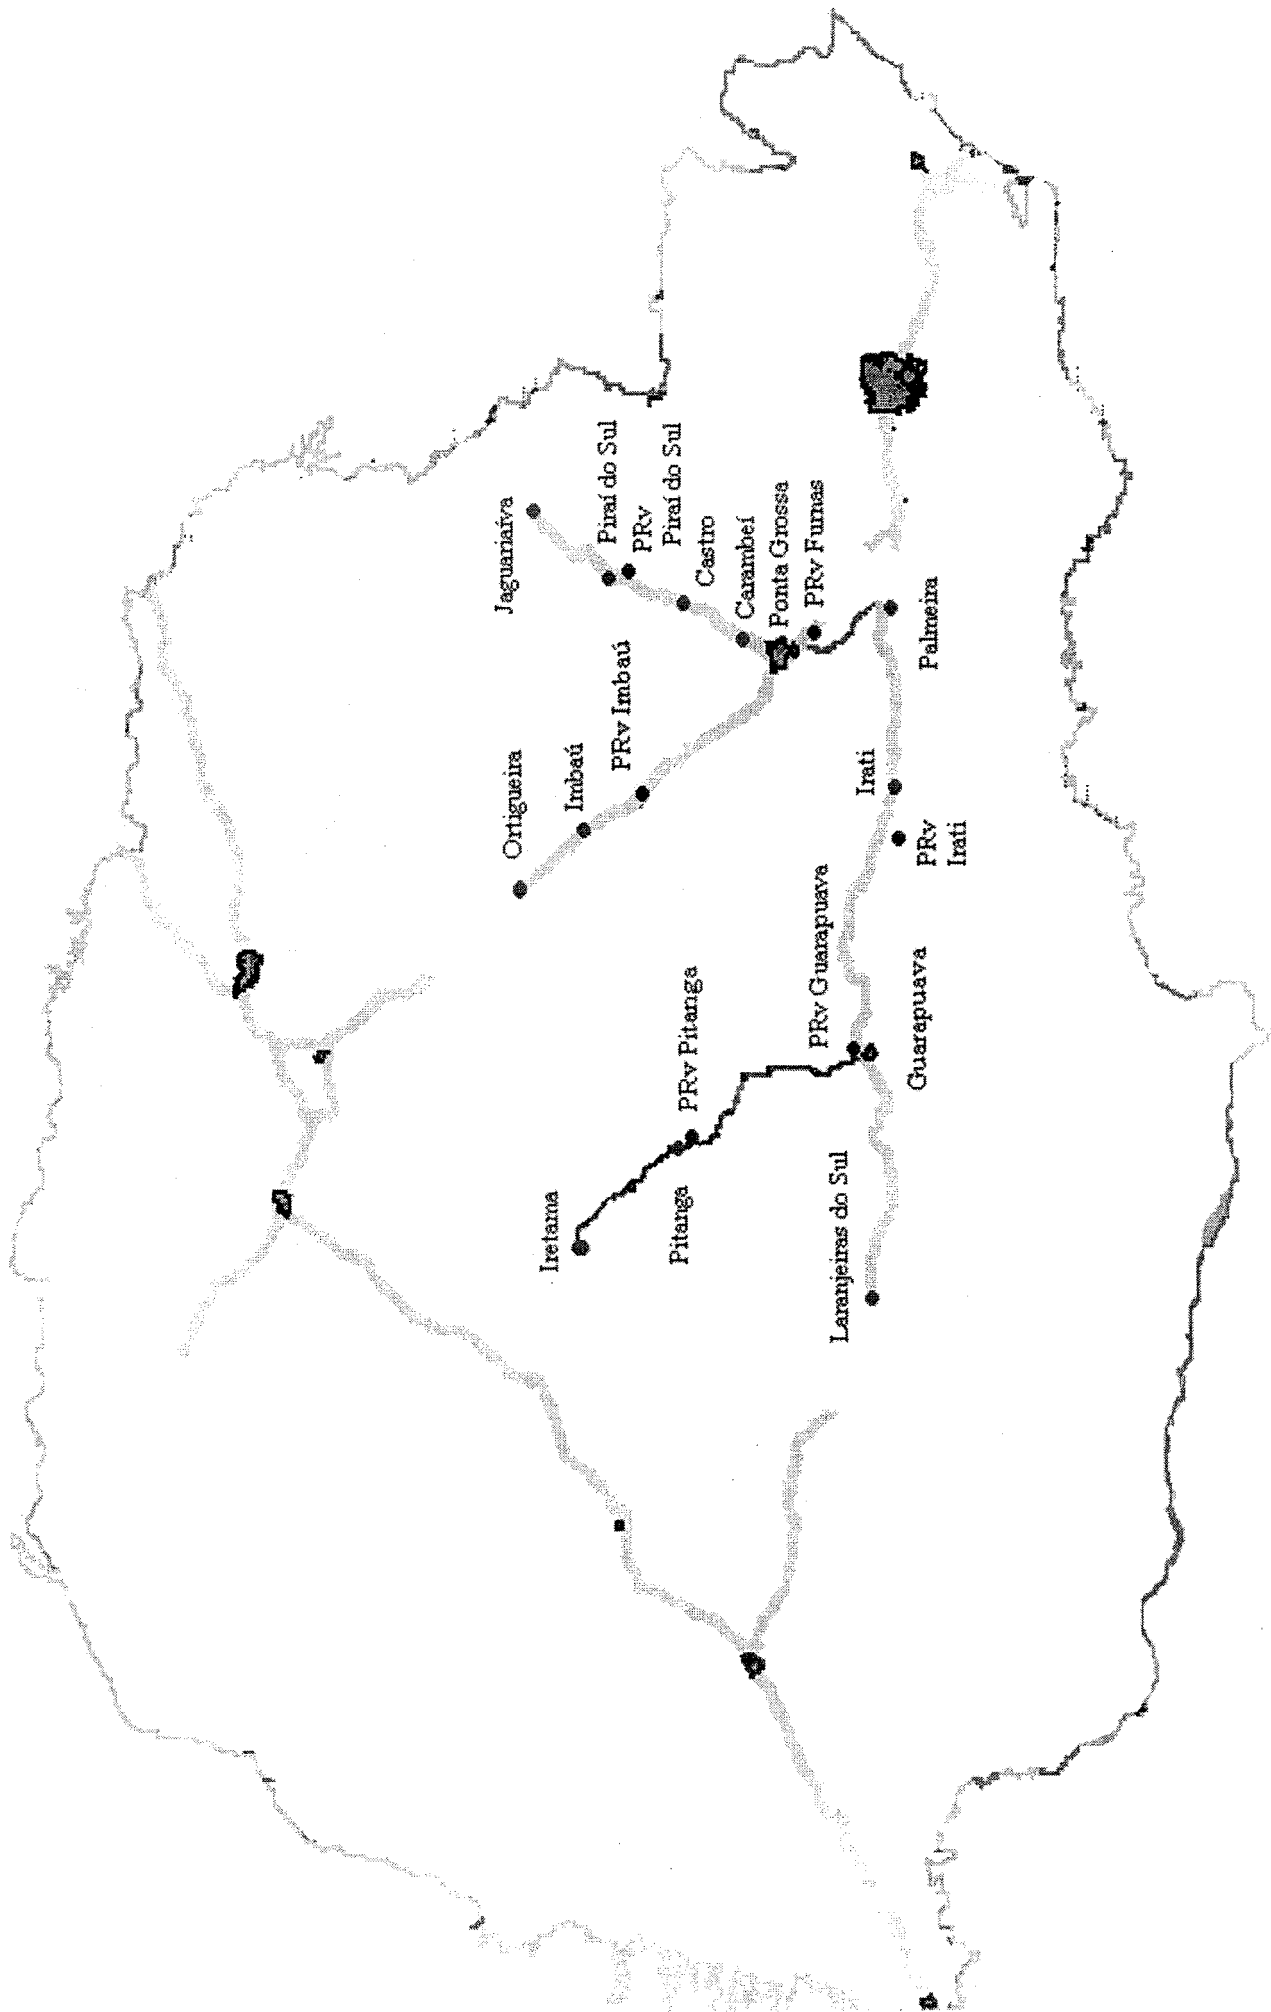 Jaguariaíva
Piraí do Sul
PRv
Piraí do Sul
Castro
Carambeí
Ponta Grossa
PRv Furnas
Palmeira
Ortigueira
Imbaú
PRv Imbaú
Irati
PRv
Irati
PRv Guarapuava
Guarapuava
Iretama
PRv Pitanga
Pitanga
Laranjeiras do Sul